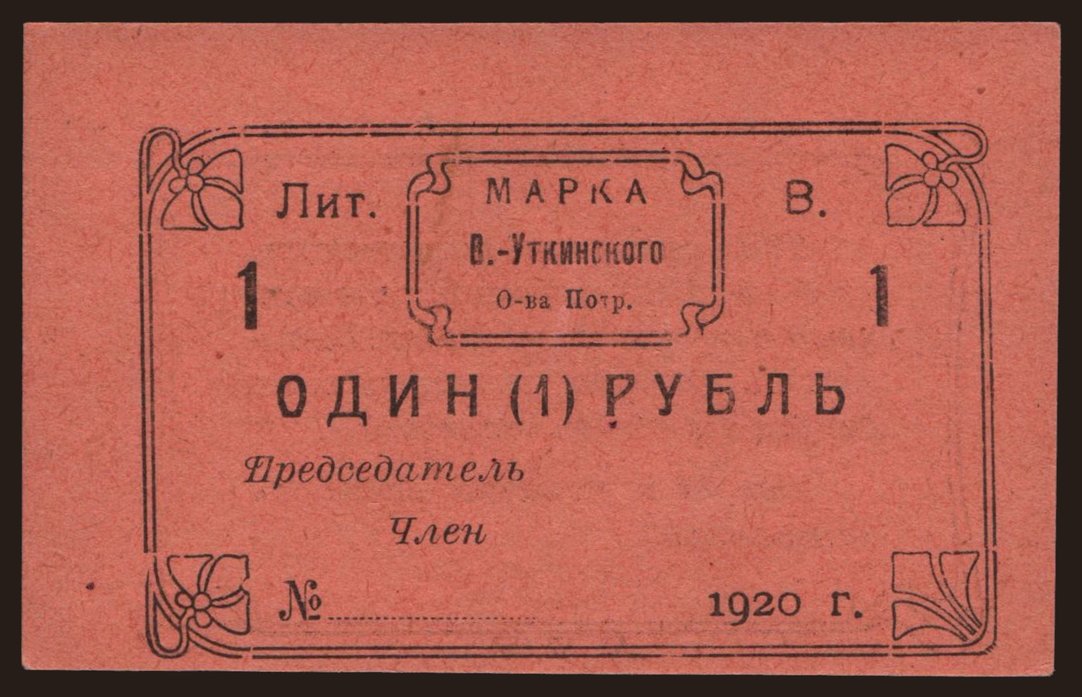 Лит. МАРКА В.
В.-Уткинского
О-ва Потр.
1 1
ОДИН (1) РУБЛЬ
Председатель
Член
№ 1920 г.